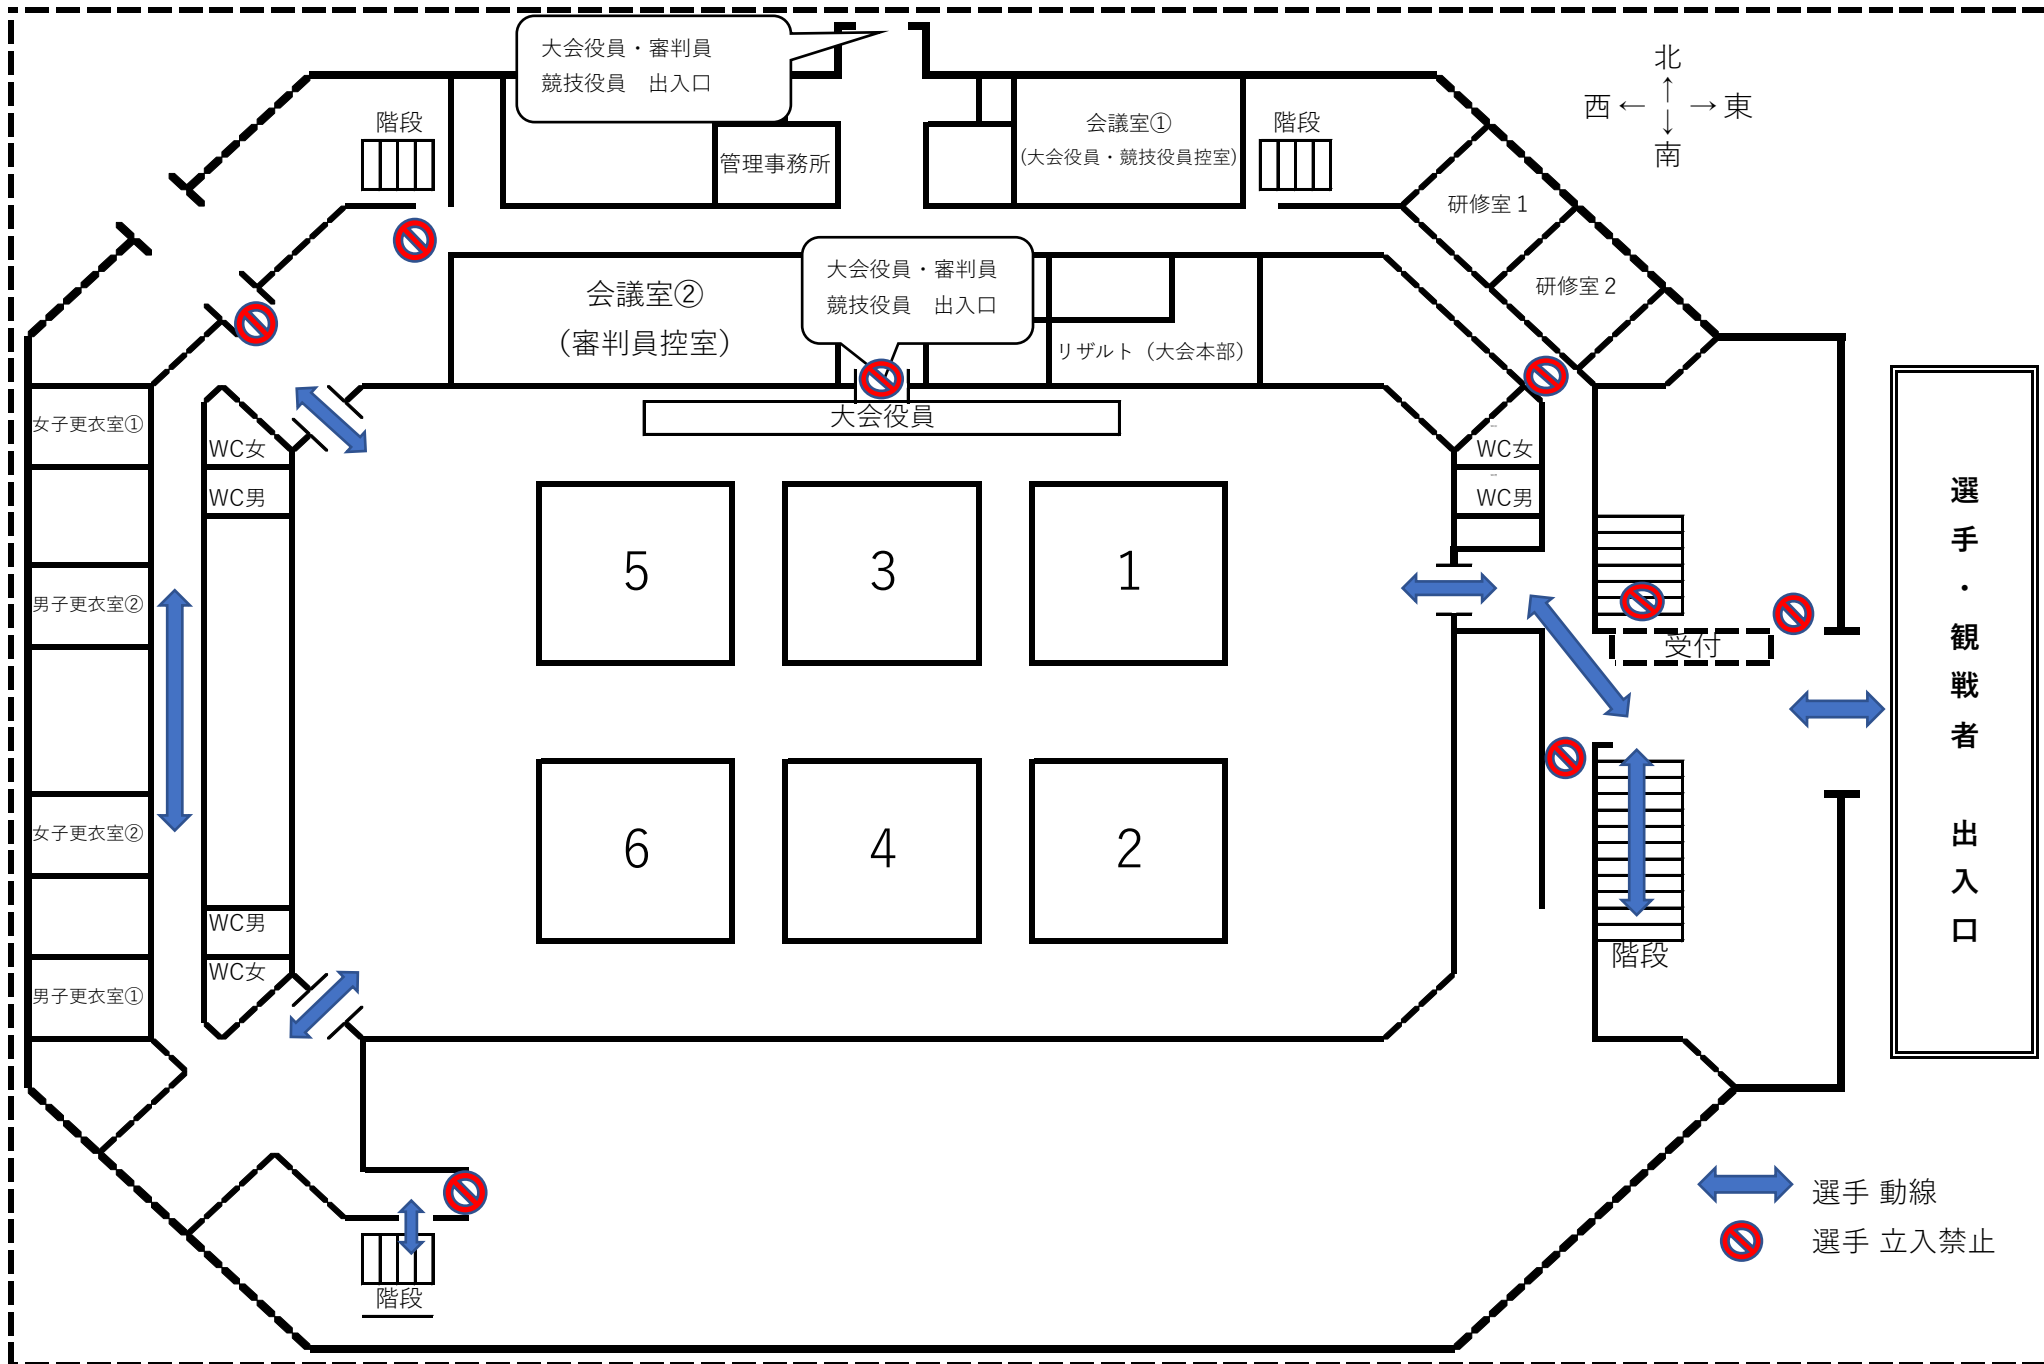 大会役員・審判員
競技役員　出入口
北
西 ← → 東
↑
↓
南
階段
管理事務所
会議室①
(大会役員・競技役員控室)
階段
研修室１
研修室２
会議室②
（審判員控室）
大会役員・審判員
競技役員　出入口
リザルト（大会本部）
大会役員
女子更衣室①
WC女
WC男
男子更衣室②
女子更衣室②
WC男
WC女
男子更衣室①
5
3
1
6
4
2
WC女
WC男
受付
階段
選手・観戦者　出入口
階段
選手 動線
選手 立入禁止